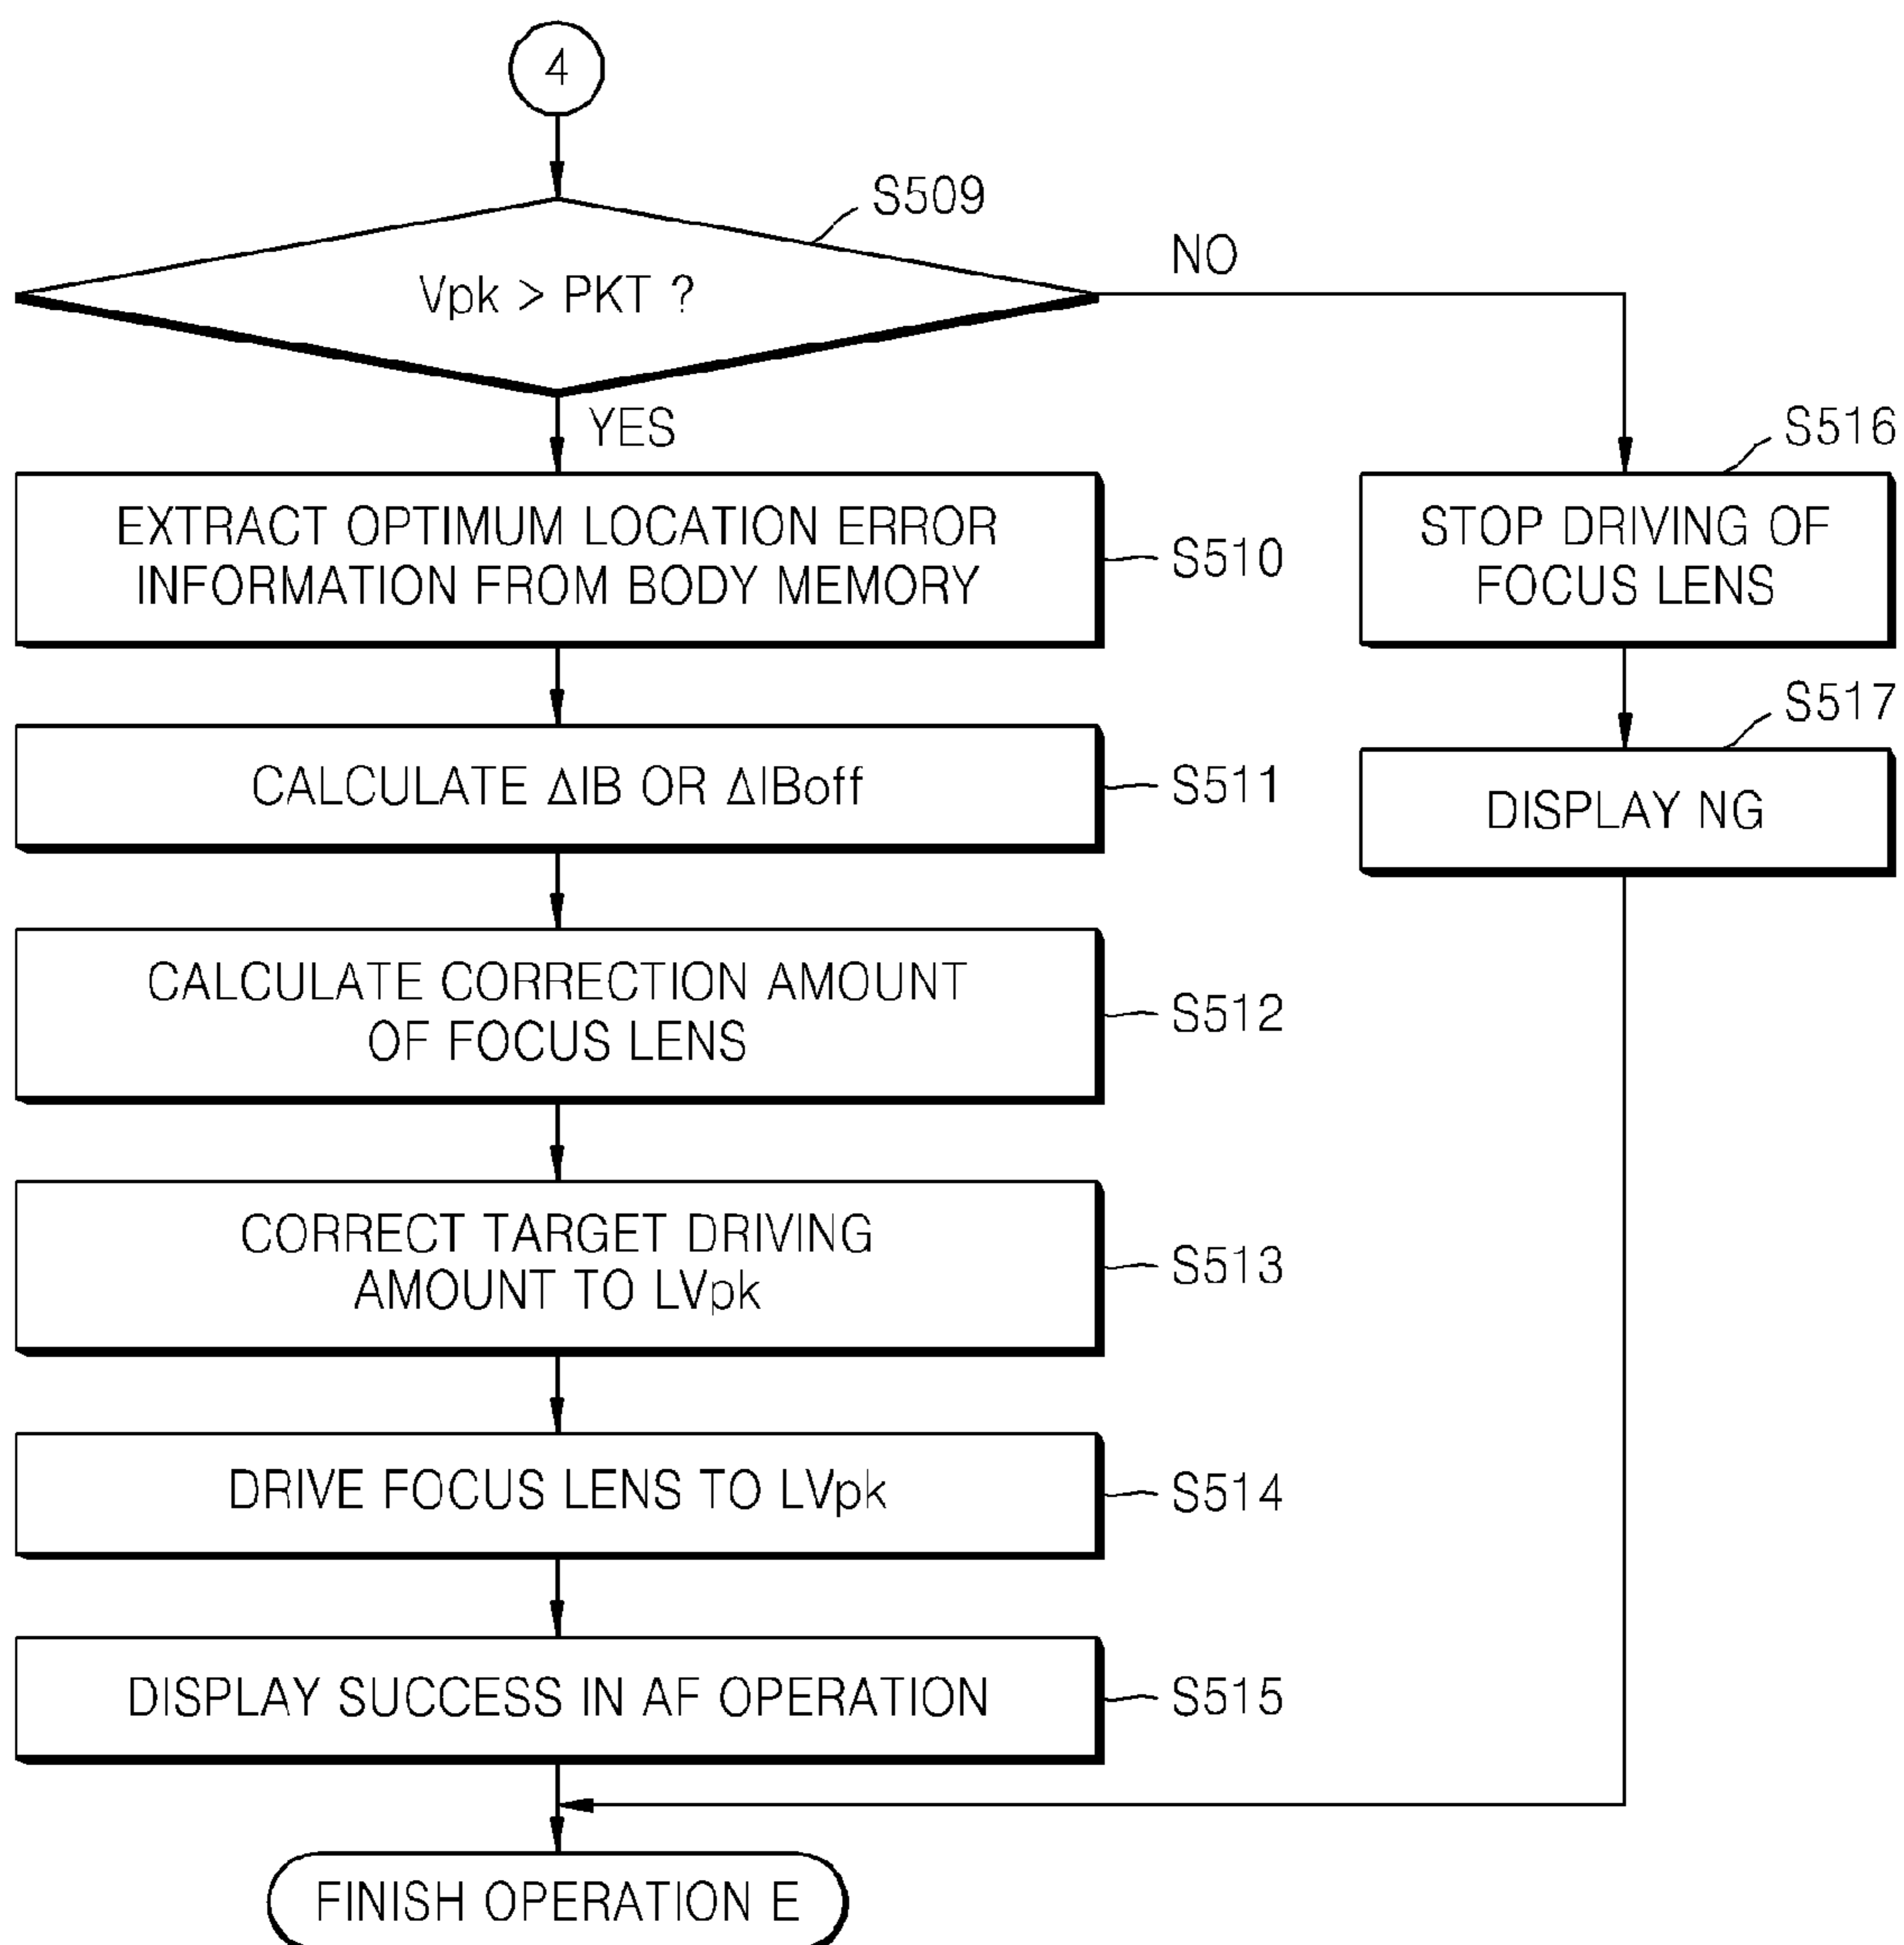 4
S509
Vpk > PKT ?
NO
YES
EXTRACT OPTIMUM LOCATION ERROR
INFORMATION FROM BODY MEMORY
S510
S516
STOP DRIVING OF
FOCUS LENS
S517
DISPLAY NG
CALCULATE ΔIB OR ΔIBoff
S511
CALCULATE CORRECTION AMOUNT
OF FOCUS LENS
S512
CORRECT TARGET DRIVING
AMOUNT TO LVpk
S513
DRIVE FOCUS LENS TO LVpk
S514
DISPLAY SUCCESS IN AF OPERATION
S515
FINISH OPERATION E